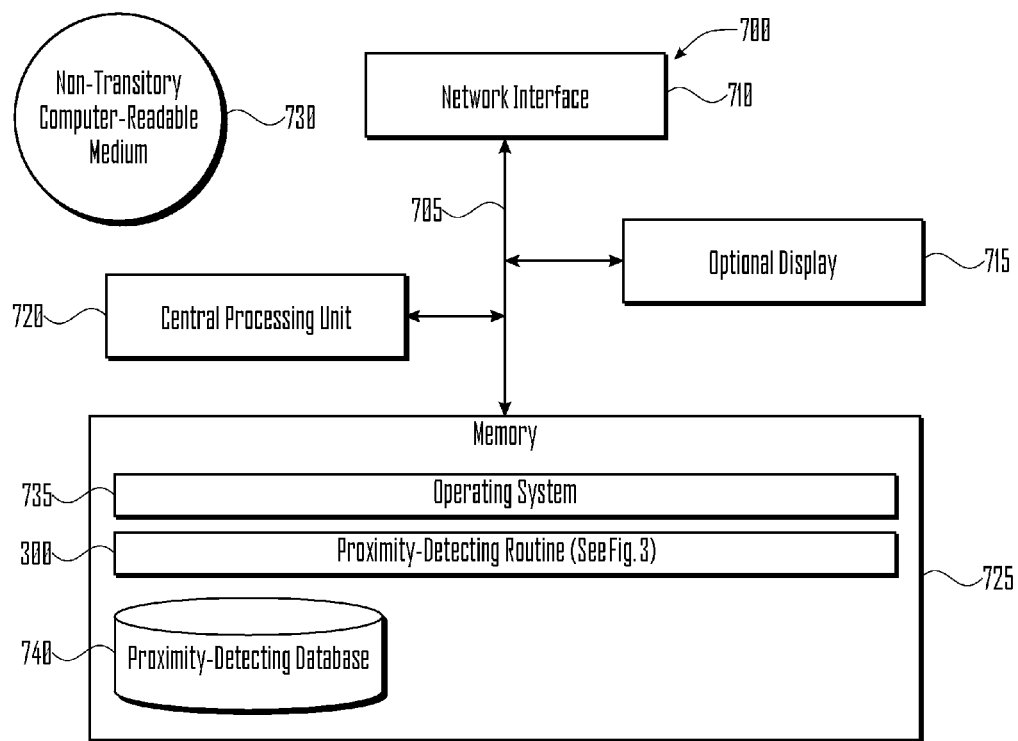 700
Non-Transitory
Computer-Readable
Medium
730
Network Interface
710
705
Optional Display
715
720
Central Processing Unit
Memory
735
Operating System
300
Proximity-Detecting Routine (See Fig. 3)
725
740
Proximity-Detecting Database